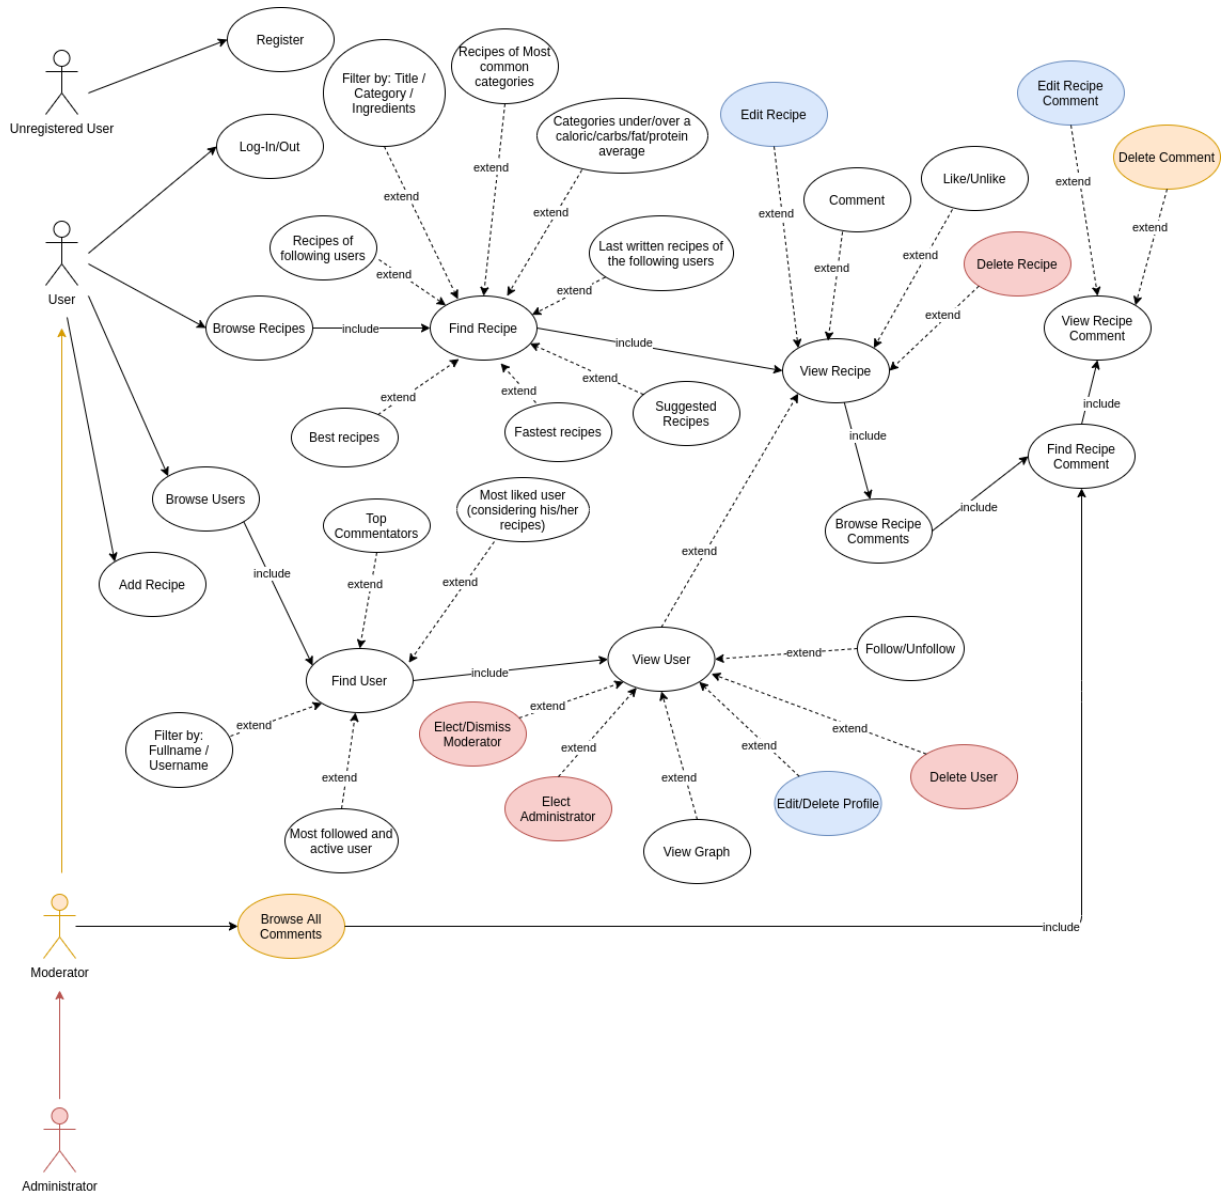 Register
Unregistered User
Filter by: Title /
Category /
Ingredients
Recipes of Most
common
categories
Categories under/over a
caloric/carbs/fat/protein
average
Edit Recipe
Edit Recipe
Comment
Delete Comment
Log-In/Out
extend
extend
extend
extend
extend
extend
Comment
Like/Unlike
extend
extend
extend
extend
Delete Recipe
User
Recipes of
following users
extend
Last written recipes of
the following users
extend
Browse Recipes
include
Find Recipe
include
View Recipe
View Recipe
Comment
extend
extend
extend
Best recipes
Fastest recipes
Suggested
Recipes
include
include
Find Recipe
Comment
Browse Users
Top
Commentators
Most liked user
(considering his/her
recipes)
include
Browse Recipe
Comments
Add Recipe
include
extend
extend
extend
Find User
include
View User
extend
Follow/Unfollow
Filter by:
Fullname /
Username
extend
extend
Elect/Dismiss
Moderator
extend
extend
extend
extend
extend
Elect
Administrator
Edit/Delete Profile
Delete User
Most followed and
active user
View Graph
Browse All
Comments
include
Moderator
Administrator